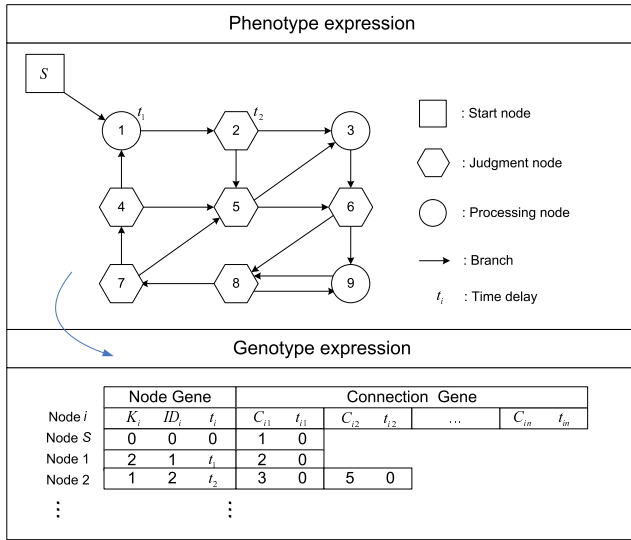 Phenotype expression
S
1 t₁ 2 t₂ 3
4 5 6
7 8 9
: Start node
: Judgment node
: Processing node
: Branch
tᵢ : Time delay
Genotype expression
Node Gene Connection Gene
Node i Kᵢ IDᵢ tᵢ Cᵢ₁ tᵢ₁ Cᵢ₂ tᵢ₂ ... Cᵢₙ tᵢₙ
Node S 0 0 0 1 0
Node 1 2 1 t₁ 2 0
Node 2 1 2 t₂ 3 0 5 0
⋮ ⋮